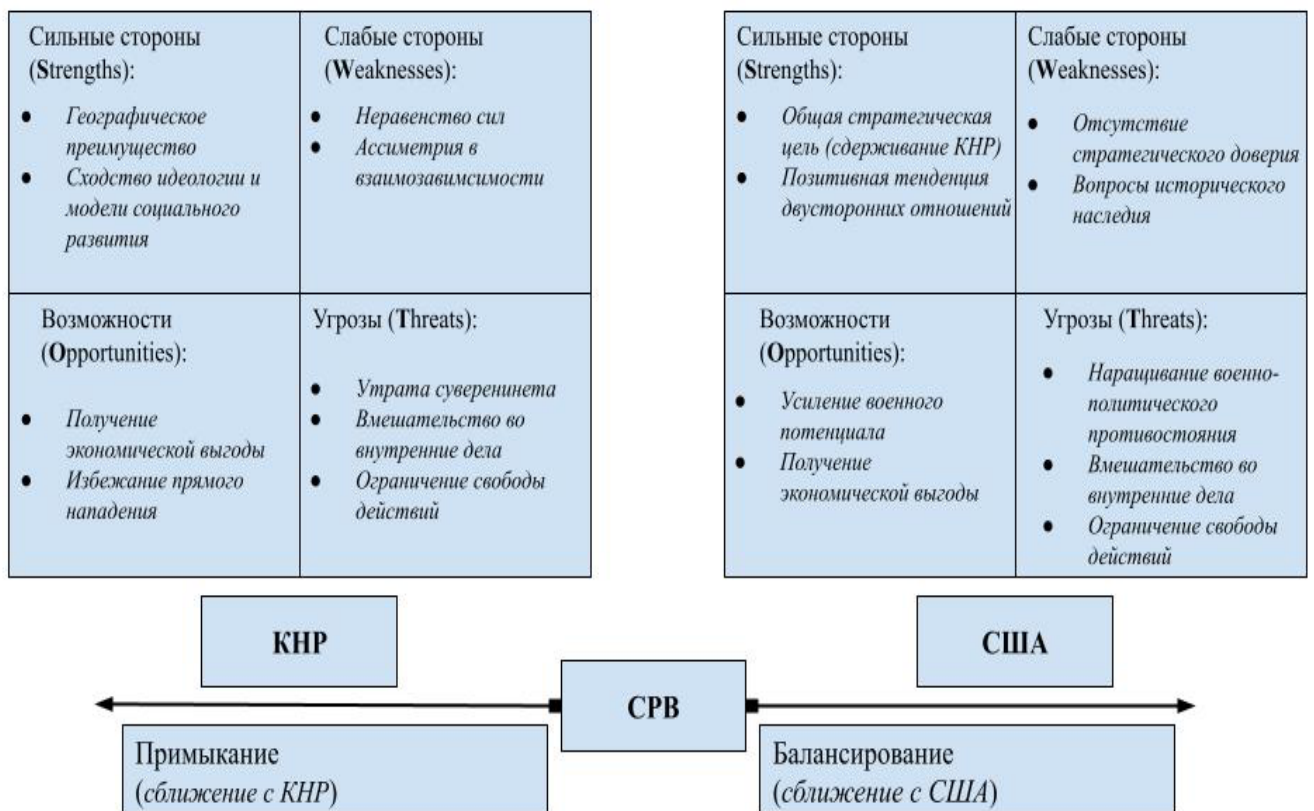 Сильные стороны
(Strengths):
● Географическое
преимущество
● Сходство идеологии и
модели социального
развития
Слабые стороны
(Weaknesses):
● Неравенство сил
● Ассиметрия в
взаимозавимсимости
Возможности
(Opportunities):
● Получение
экономической выгоды
● Избежание прямого
нападения
Угрозы (Threats):
● Утрата суверенинета
● Вмешательство во
внутренние дела
● Ограничение свободы
действий
Сильные стороны
(Strengths):
● Общая стратегическая
цель (сдерживание КНР)
● Позитивная тенденция
двусторонних отношений
Слабые стороны
(Weaknesses):
● Отсутствие
стратегического доверия
● Вопросы исторического
наследия
Возможности
(Opportunities):
● Усиление военного
потенциала
● Получение
экономической выгоды
Угрозы (Threats):
● Наращивание военно-
политического
противостояния
● Вмешательство во
внутренние дела
● Ограничение свободы
действий
КНР
США
СРВ
Примыкание
(сближение с КНР)
Балансирование
(сближение с США)